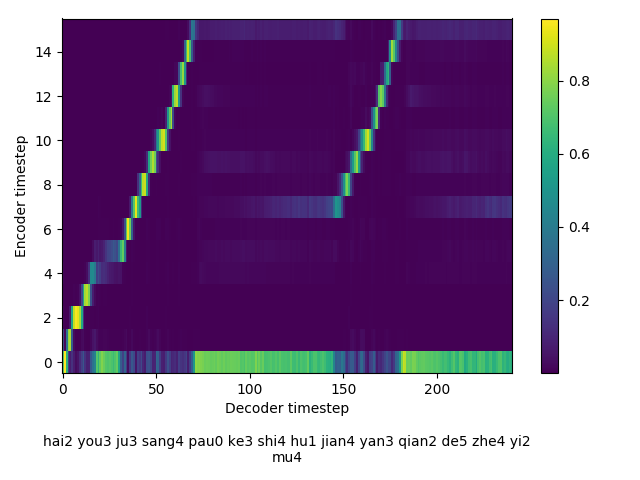 14
12
10
8
6
4
2
0
Encoder timestep
0 50 100 150 200
Decoder timestep
0.8
0.6
0.4
0.2
hai2 you3 ju3 sang4 pau0 ke3 shi4 hu1 jian4 yan3 qian2 de5 zhe4 yi2
mu4